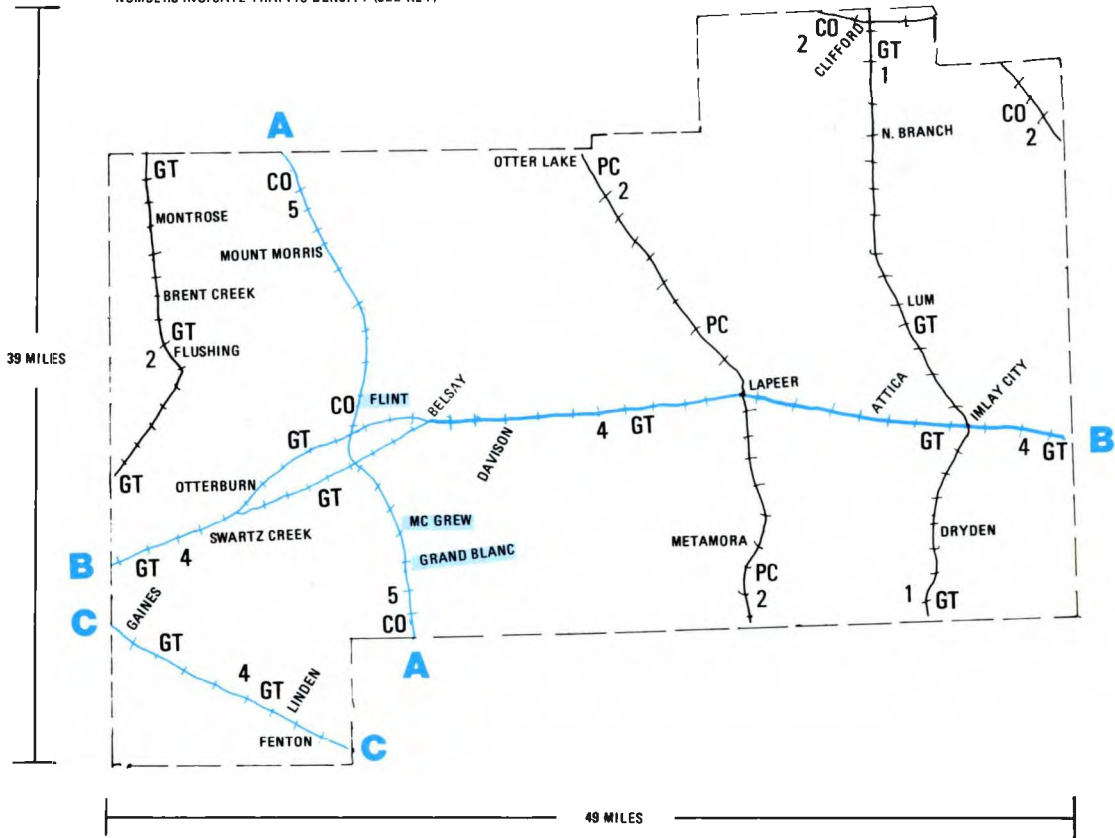 CO
2
CLIFFORD
GT
1
CO
2
N. BRANCH
A
OTTER LAKE
PC
2
GT
CO
5
MONTROSE
MOUNT MORRIS
BRENT CREEK
LUM
GT
PC
GT
2
FLUSHING
39 MILES
LAPEER
ATTICA
IMLAY CITY
CO
FLINT
BELSAY
GT
DAVISON
4
GT
GT
4
GT
B
GT
OTTERBURN
GT
SWARTZ CREEK
MC GREW
DRYDEN
METAMORA
GRAND BLANC
B
GT
4
PC
2
5
CO
1
GT
C
GAINES
GT
A
4
GT
LINDEN
FENTON
C
49 MILES